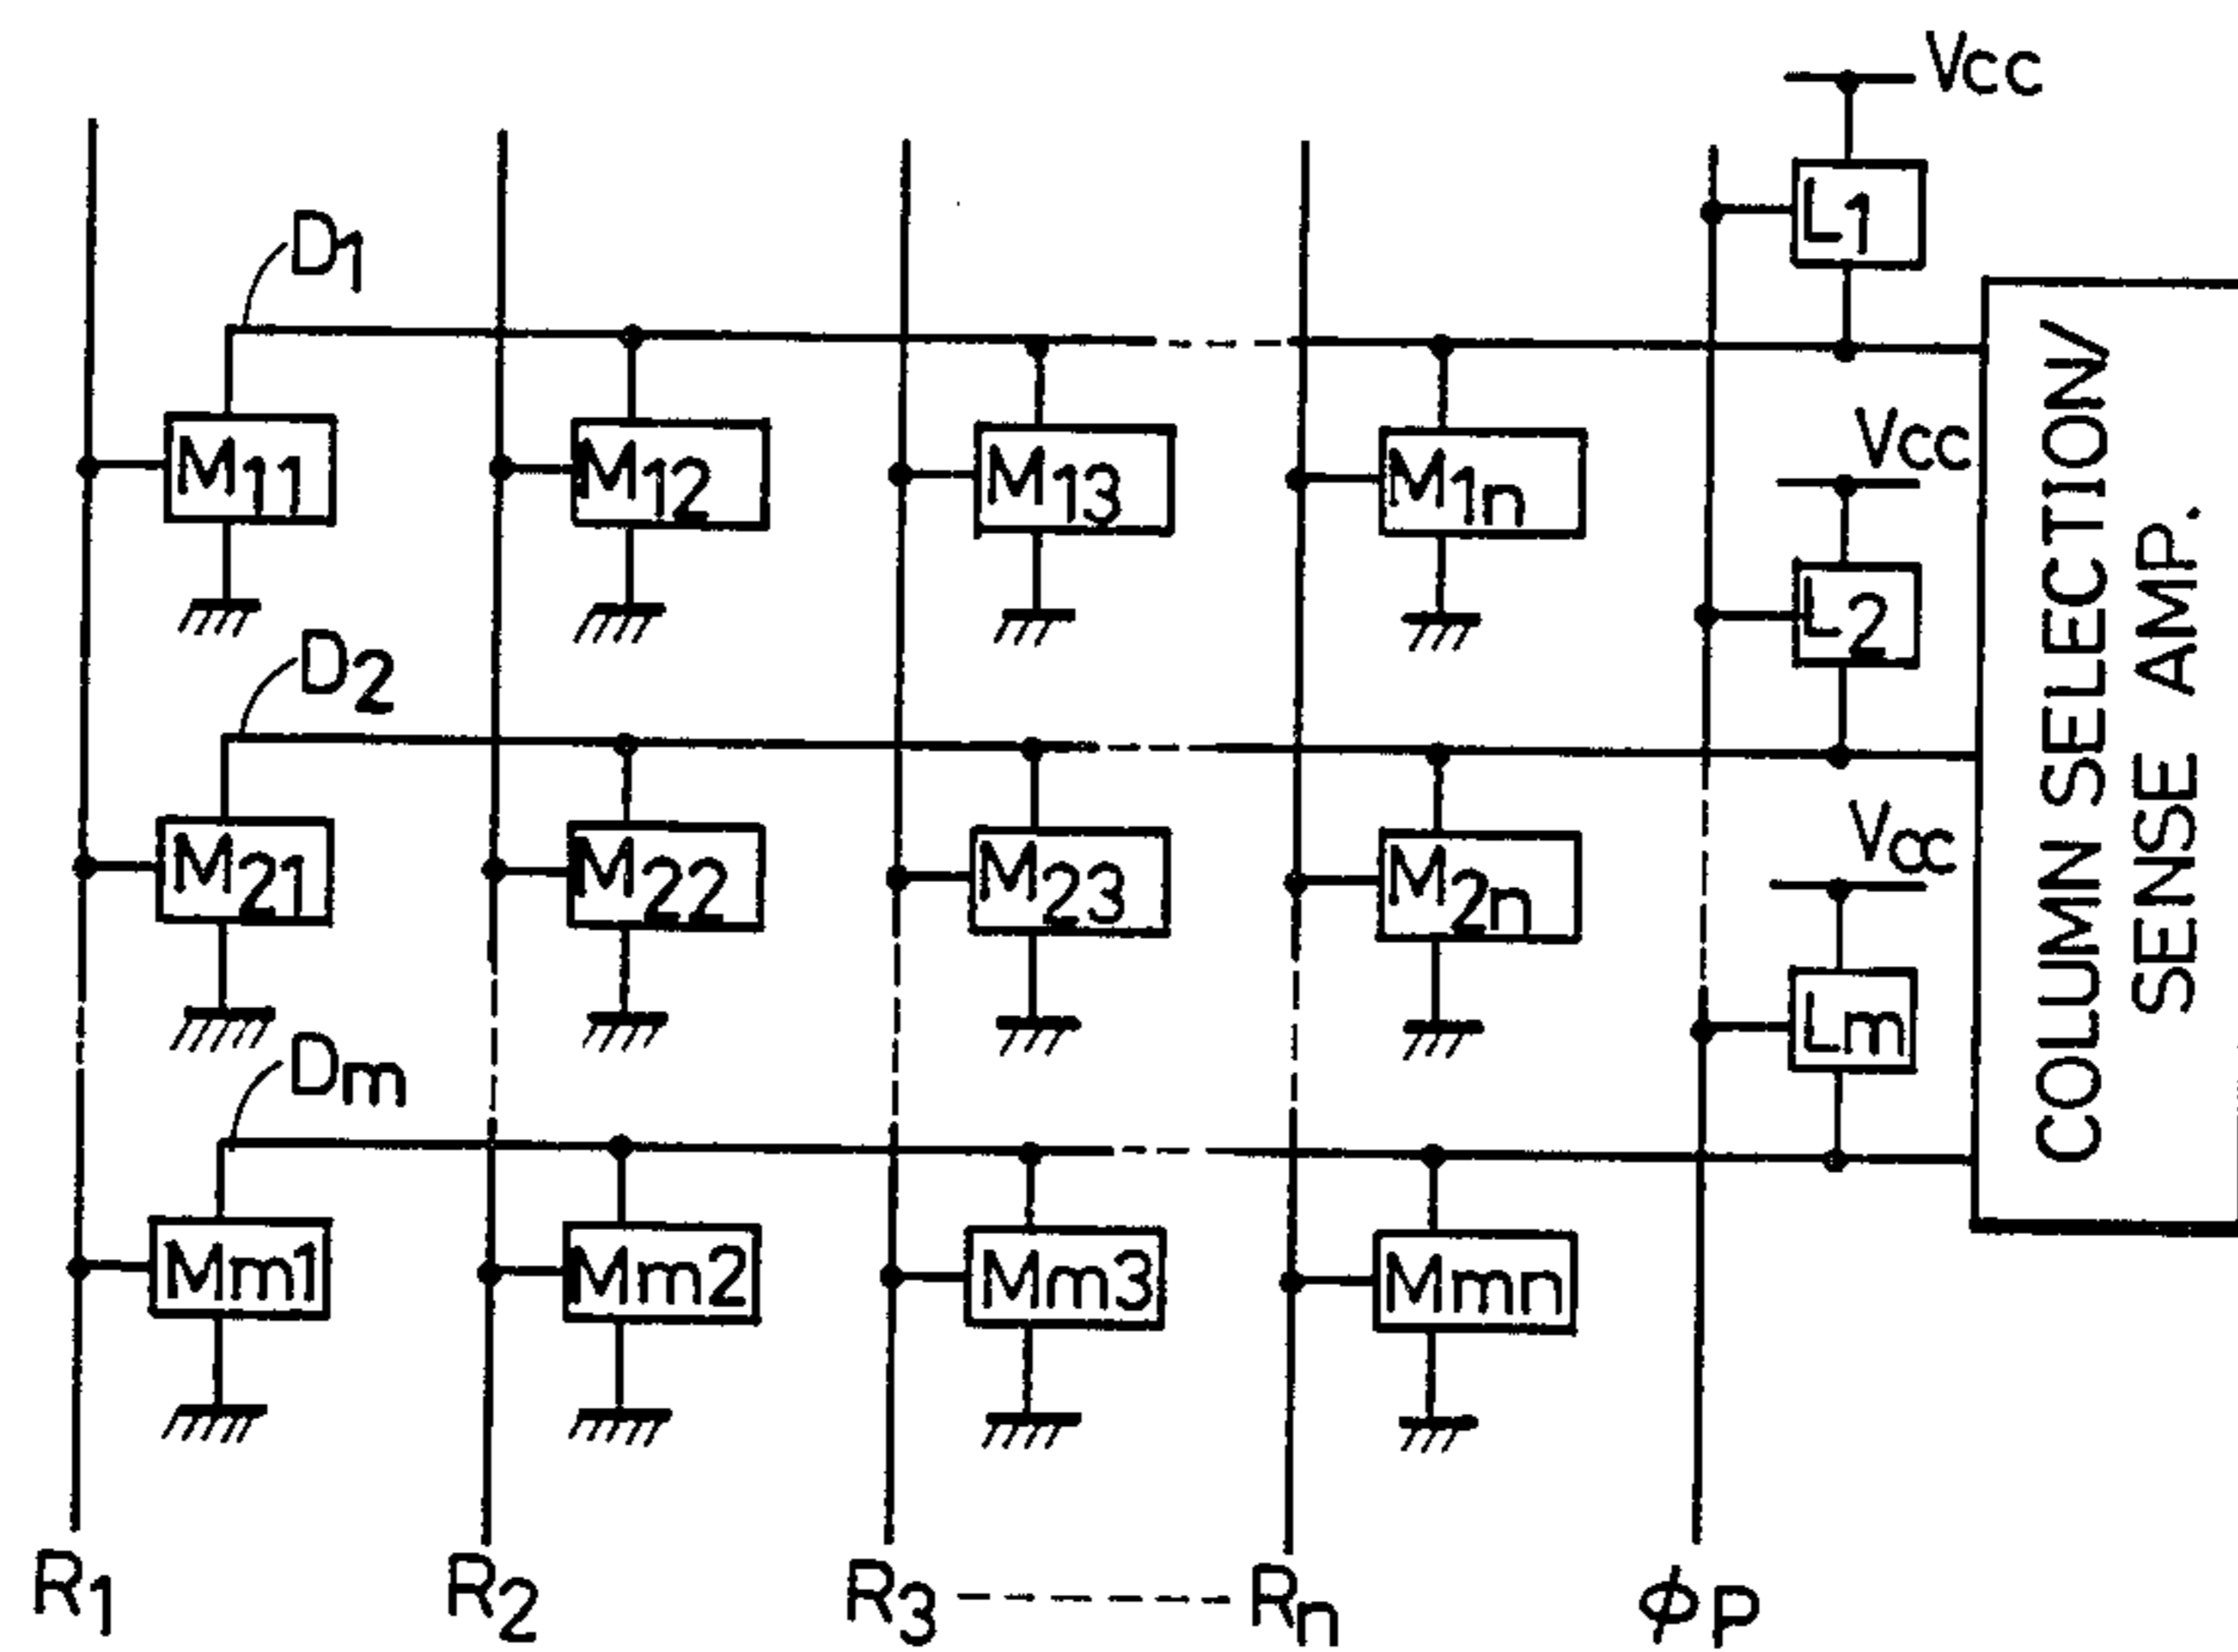 Vcc
L1
D1
Vcc
M11 M12 M13 M1n
L2
D2
Vcc
M21 M22 M23 M2n
Lm
Dm
Mm1 Mm2 Mm3 Mmn
COLUMN SELECTION/
SENSE AMP.
R1 R2 R3 Rn ϕP